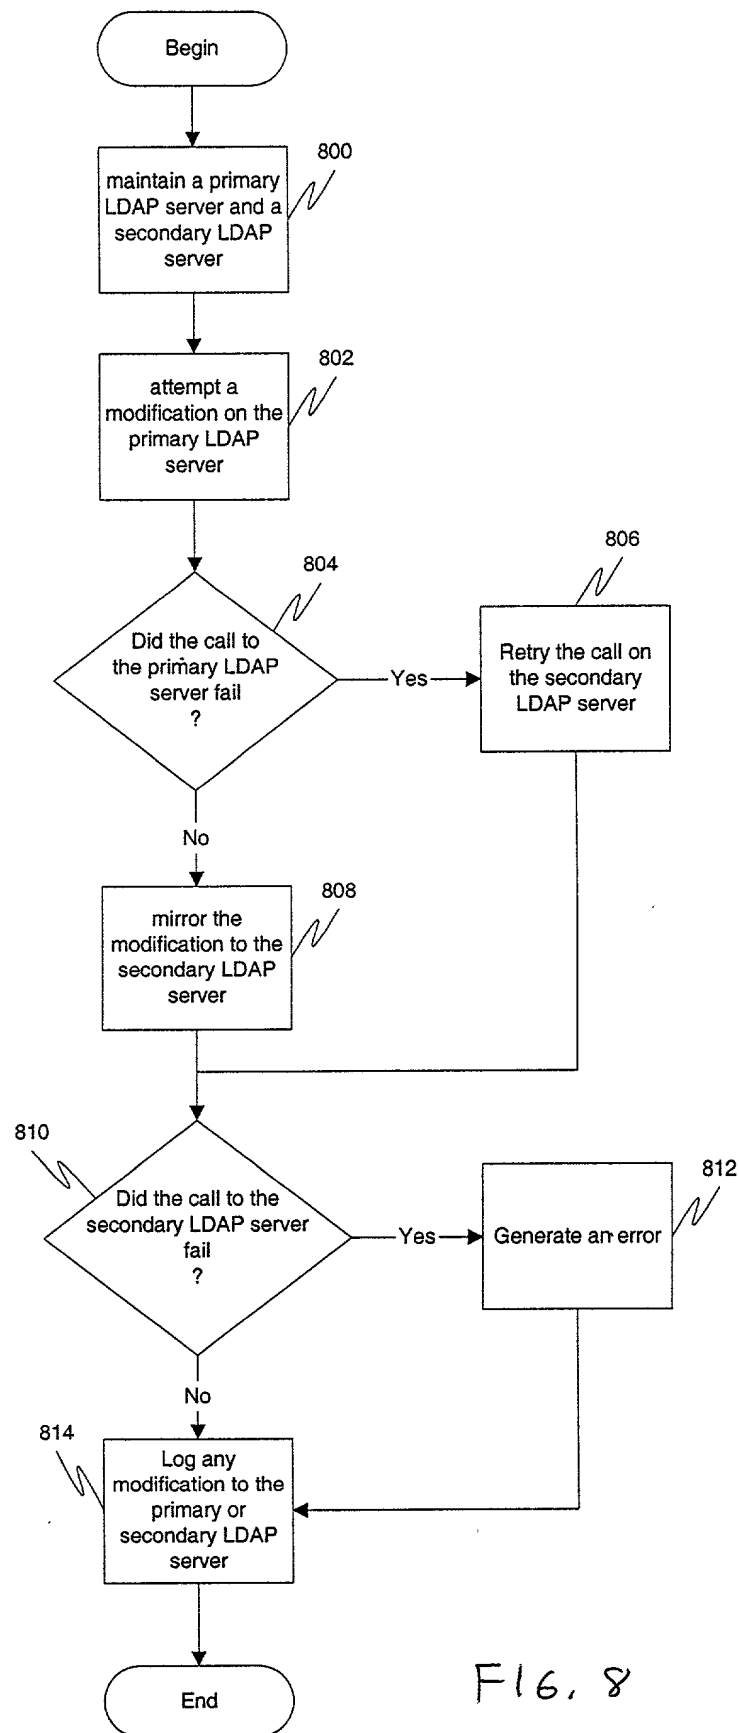 Begin
800
maintain a primary
LDAP server and a
secondary LDAP
server
802
attempt a
modification on the
primary LDAP
server
804
Did the call to
the primary LDAP
server fail
?
Yes
806
Retry the call on
the secondary
LDAP server
No
808
mirror the
modification to the
secondary LDAP
server
810
Did the call to the
secondary LDAP server
fail
?
Yes
812
Generate an error
No
814
Log any
modification to the
primary or
secondary LDAP
server
End
FIG. 8